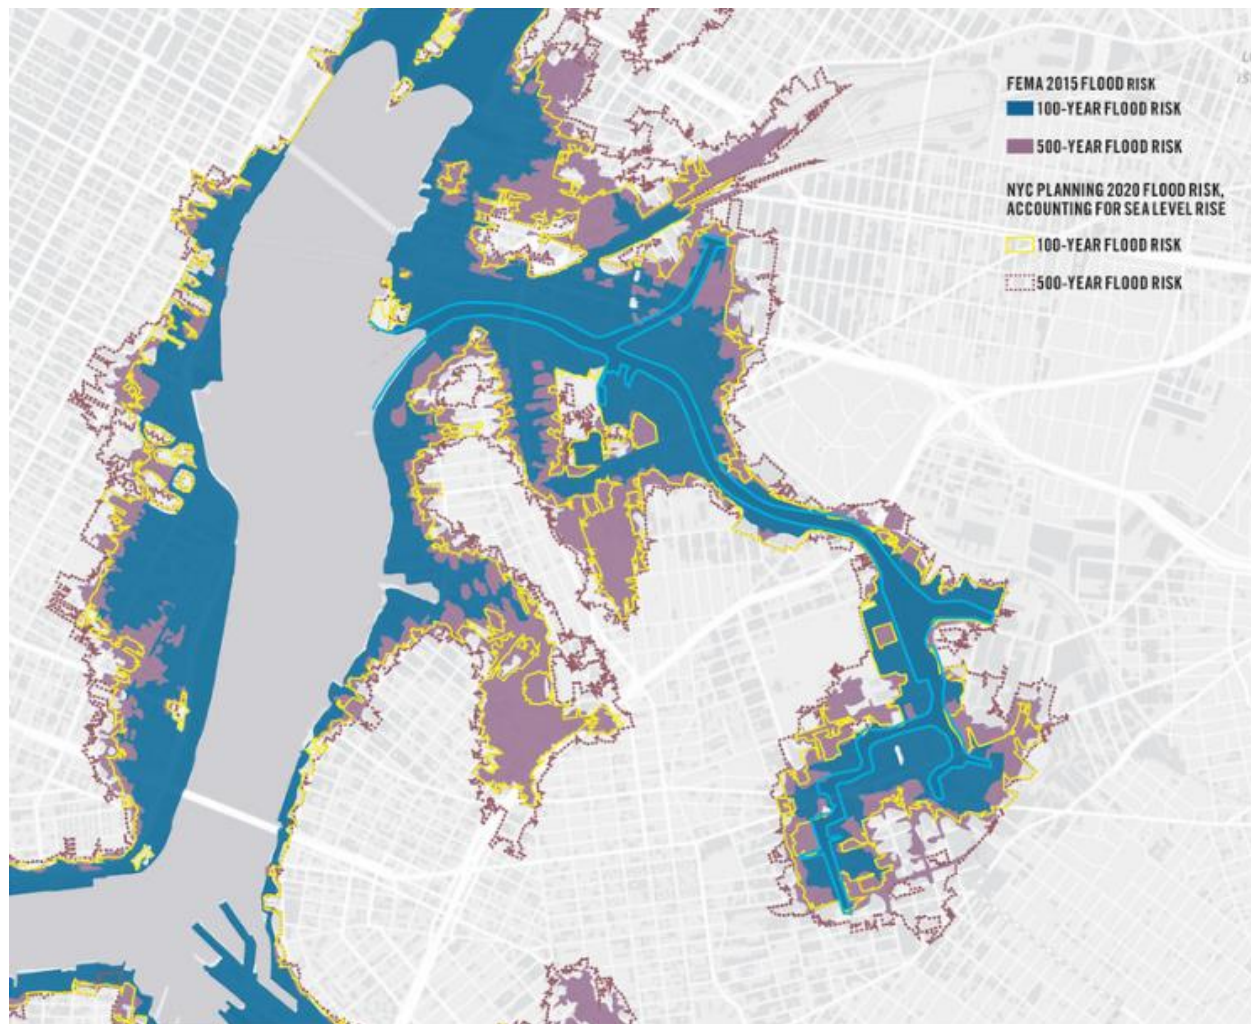 FEMA 2015 FLOOD RISK
100-YEAR FLOOD RISK
500-YEAR FLOOD RISK
NYC PLANNING 2020 FLOOD RISK,
ACCOUNTING FOR SEA LEVEL RISE
100-YEAR FLOOD RISK
500-YEAR FLOOD RISK